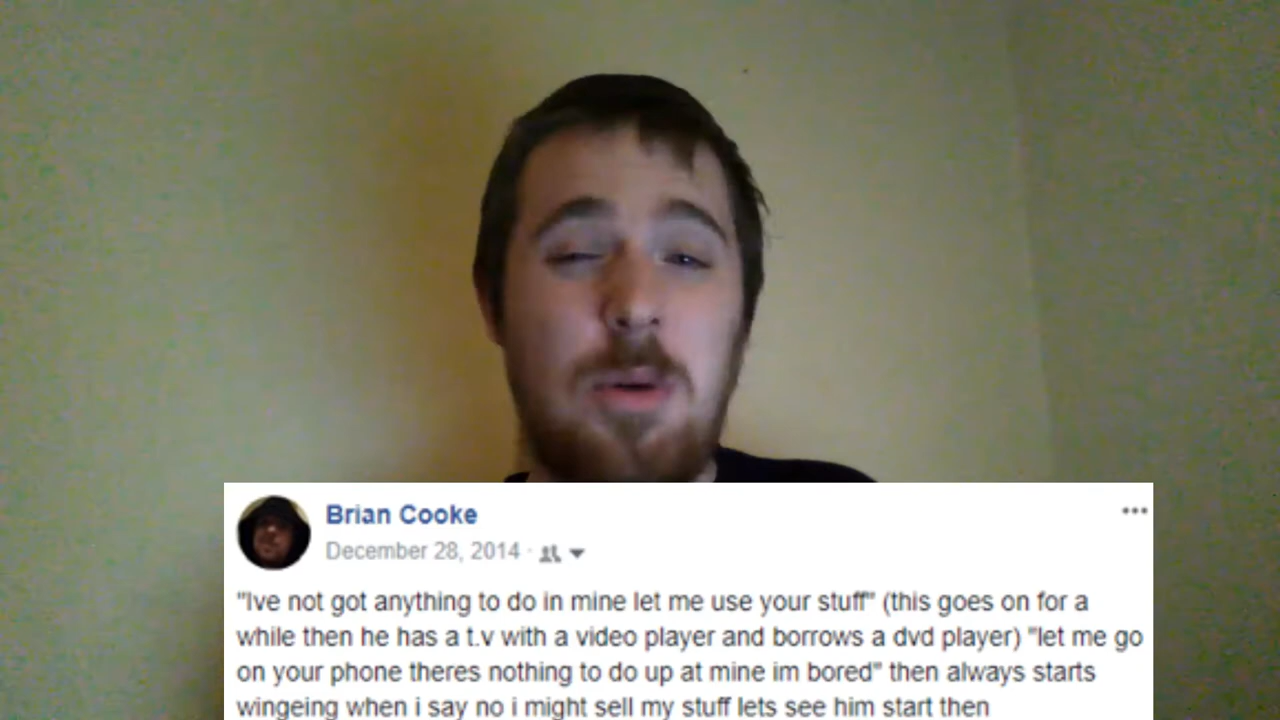 Brian Cooke
December 28, 2014 ·
"Ive not got anything to do in mine let me use your stuff" (this goes on for a
while then he has a t.v with a video player and borrows a dvd player) "let me go
on your phone theres nothing to do up at mine im bored" then always starts
wingeing when i say no i might sell my stuff lets see him start then